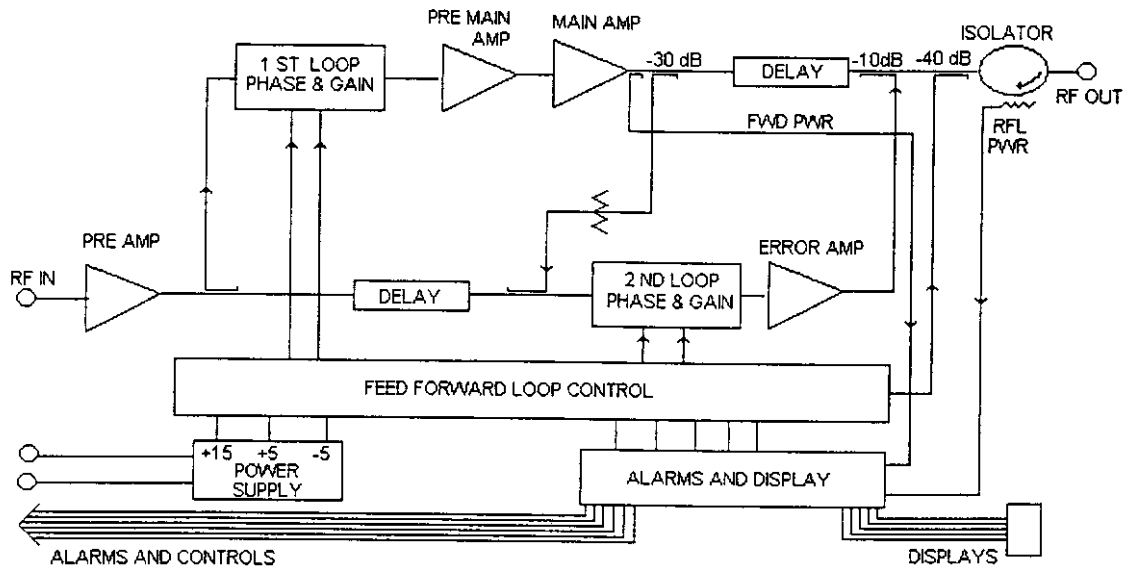 PRE MAIN
AMP
MAIN AMP
ISOLATOR
1 ST LOOP
PHASE & GAIN
-30 dB
DELAY
-10dB
-40 dB
RF OUT
FWD PWR
RFL
PWR
PRE AMP
ERROR AMP
RF IN
DELAY
2 ND LOOP
PHASE & GAIN
FEED FORWARD LOOP CONTROL
+15 +5 -5
POWER
SUPPLY
ALARMS AND DISPLAY
ALARMS AND CONTROLS
DISPLAYS